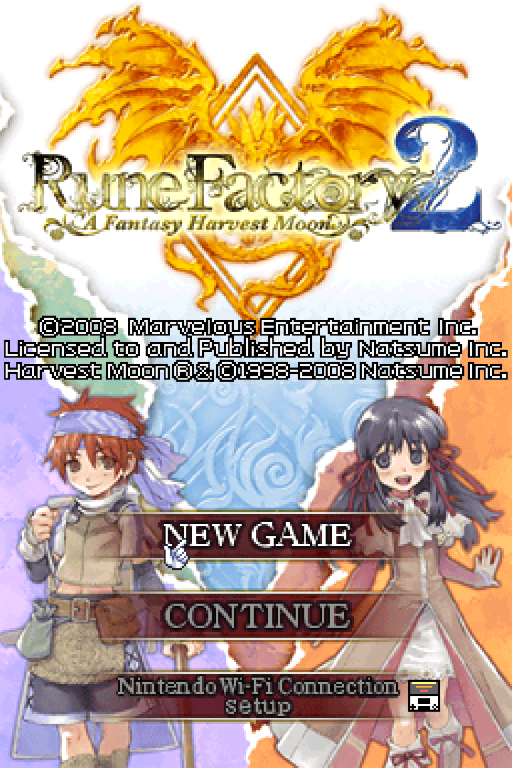 Rune Factory 2
A Fantasy Harvest Moon
©2008 Marvelous Entertainment Inc.
Licensed to and Published by Natsume Inc.
Harvest Moon ® & ©1998-2008 Natsume Inc.
NEW GAME
CONTINUE
Nintendo Wi-Fi Connection
setup